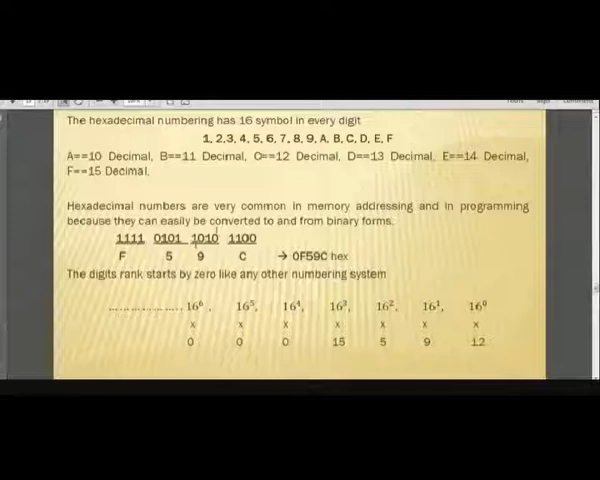 The hexadecimal numbering has 16 symbol in every digit
1, 2,3, 4, 5, 6, 7, 8, 9, A, B, C, D, E, F
A==10 Decimal, B==11 Decimal, C==12 Decimal, D==13 Decimal, E==14 Decimal,
F==15 Decimal.
Hexadecimal numbers are very common in memory addressing and in programming
because they can easily be converted to and from binary forms.
1111 0101 1010 1100
F 5 9 C → 0F59C hex
The digits rank starts by zero like any other numbering system
……………….. 16⁶ , 16⁵, 16⁴, 16³, 16², 16¹, 16⁰
x x x x x x x
0 0 0 15 5 9 12